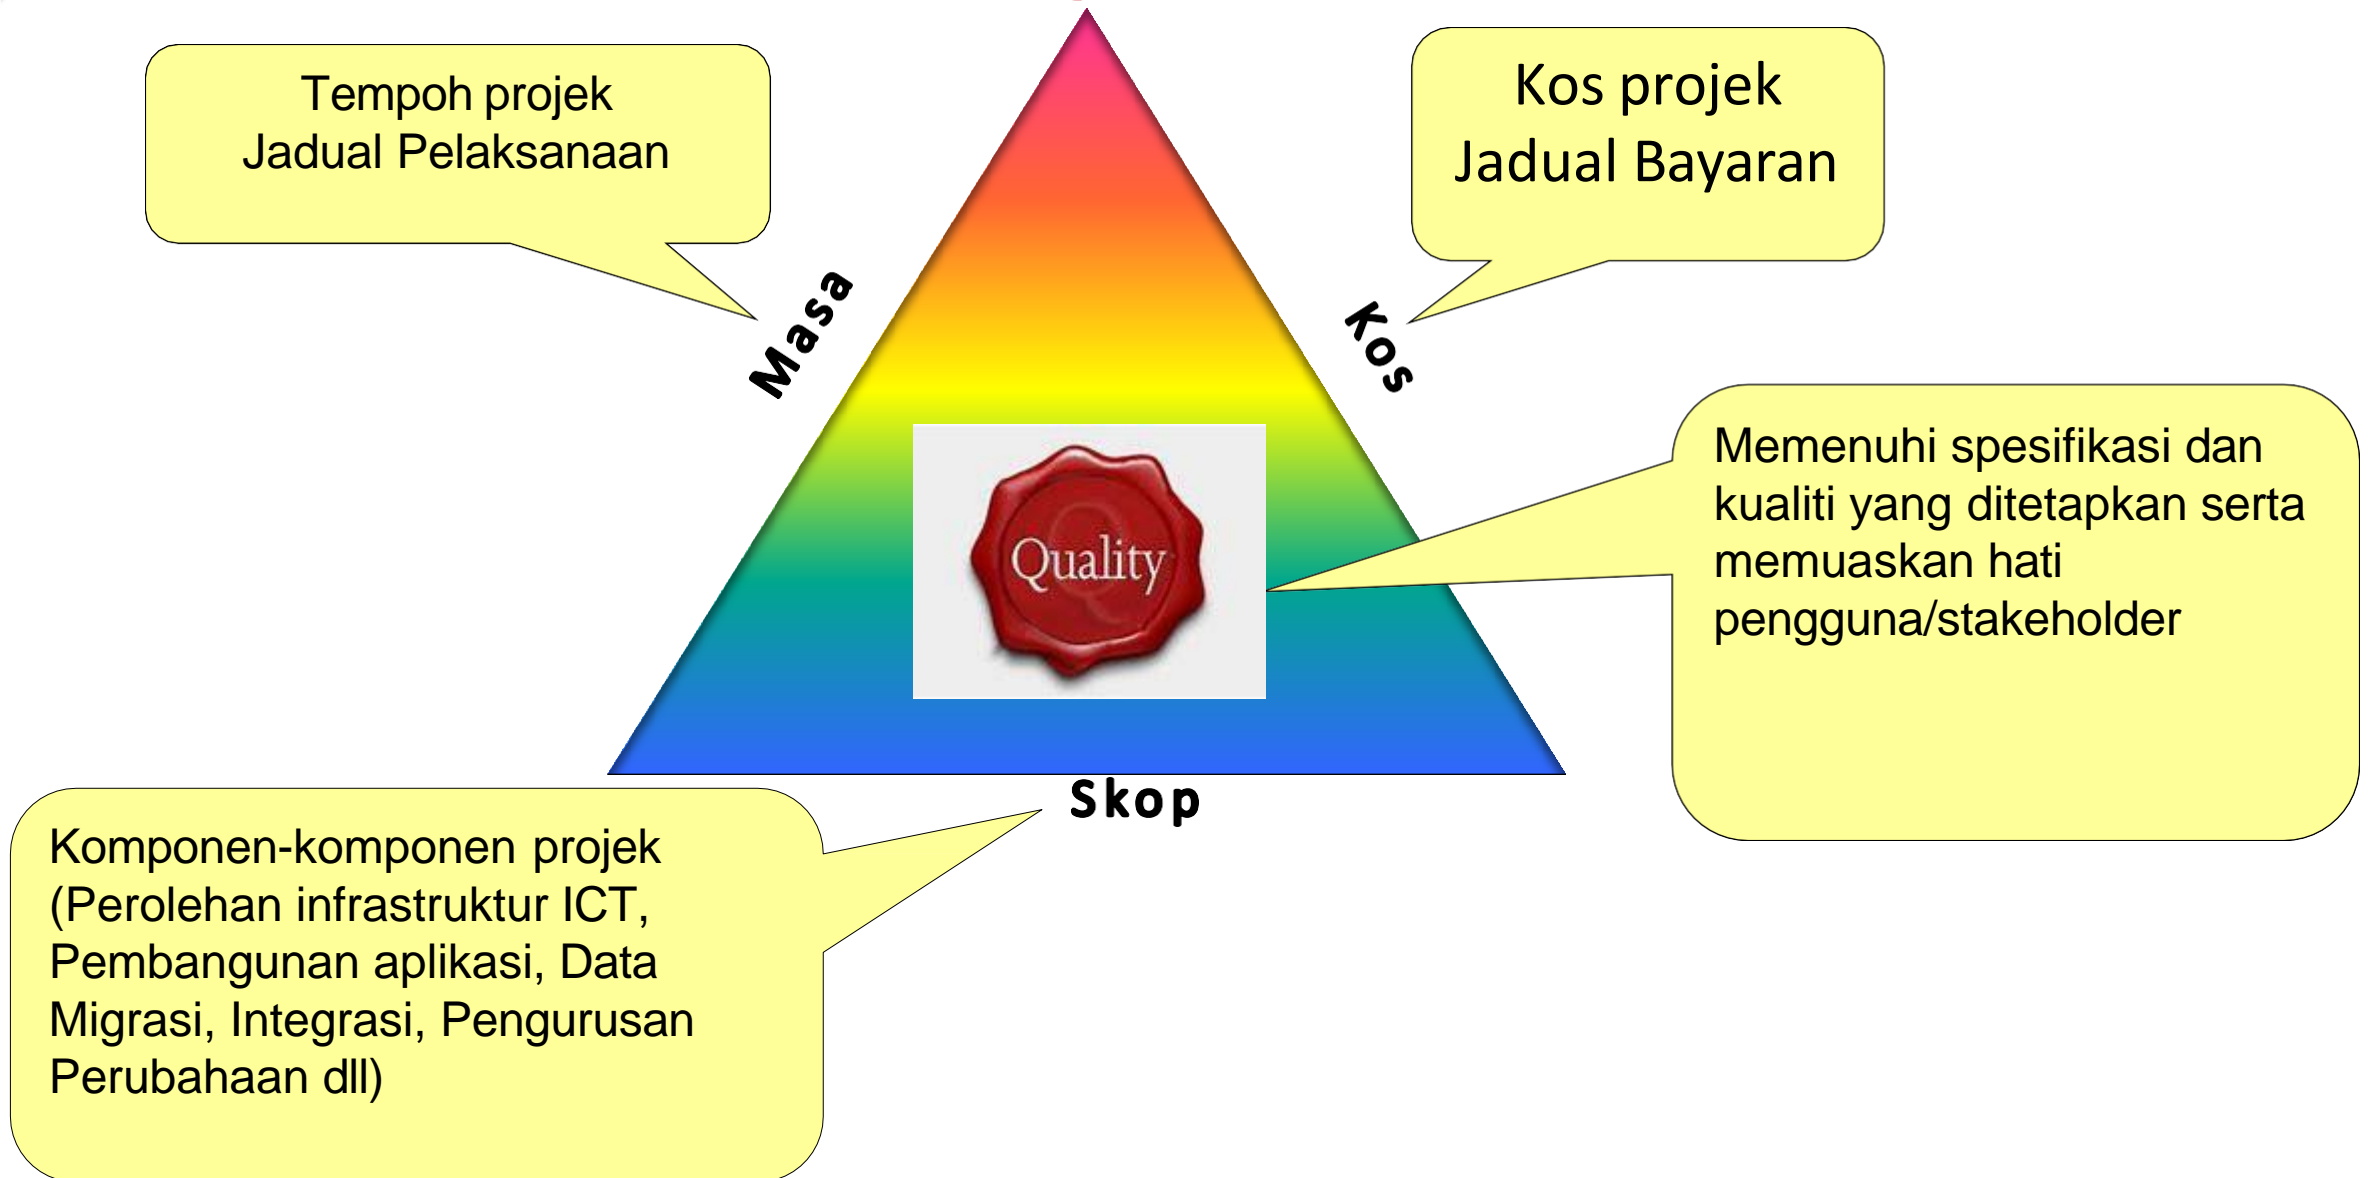 Tempoh projek
Jadual Pelaksanaan
Kos projek
Jadual Bayaran
Masa
Kos
Quality
Memenuhi spesifikasi dan
kualiti yang ditetapkan serta
memuaskan hati
pengguna/stakeholder
Skop
Komponen-komponen projek
(Perolehan infrastruktur ICT,
Pembangunan aplikasi, Data
Migrasi, Integrasi, Pengurusan
Perubahaan dll)